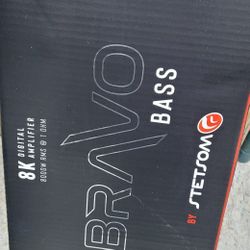 8K DIGITAL
AMPLIFIER
8000W RMS @ 1 OHM
BRAVO
BASS
BY STETSOM